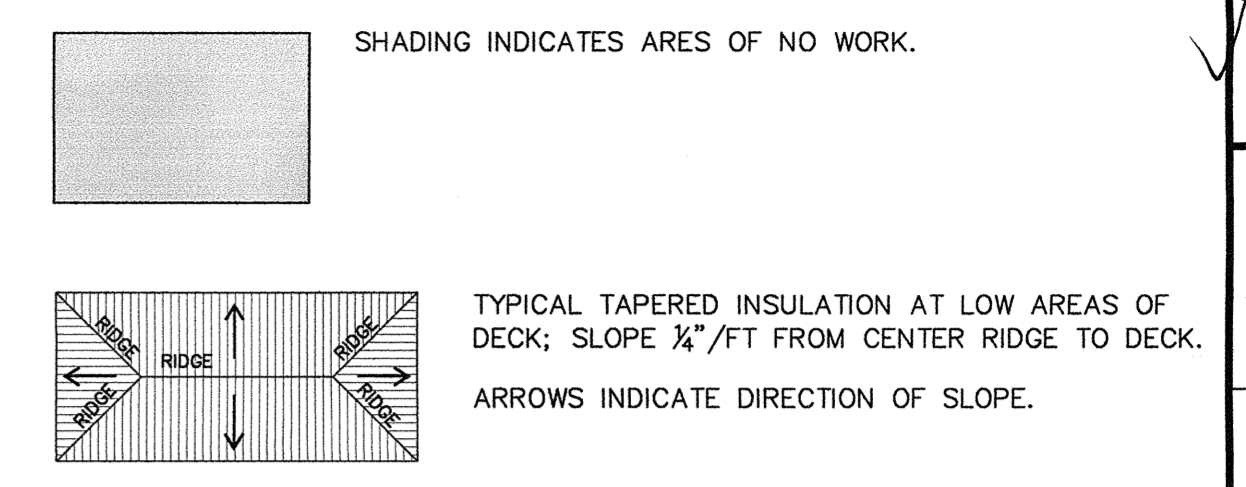 SHADING INDICATES ARES OF NO WORK.
RIDGE
RIDGE
RIDGE
RIDGE
RIDGE
TYPICAL TAPERED INSULATION AT LOW AREAS OF
DECK; SLOPE ¼"/FT FROM CENTER RIDGE TO DECK.
ARROWS INDICATE DIRECTION OF SLOPE.